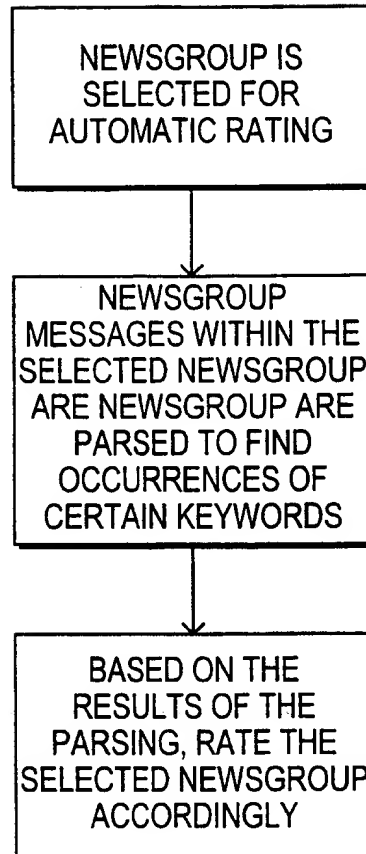 NEWSGROUP IS
SELECTED FOR
AUTOMATIC RATING
NEWSGROUP
MESSAGES WITHIN THE
SELECTED NEWSGROUP
ARE NEWSGROUP ARE
PARSED TO FIND
OCCURRENCES OF
CERTAIN KEYWORDS
BASED ON THE
RESULTS OF THE
PARSING, RATE THE
SELECTED NEWSGROUP
ACCORDINGLY